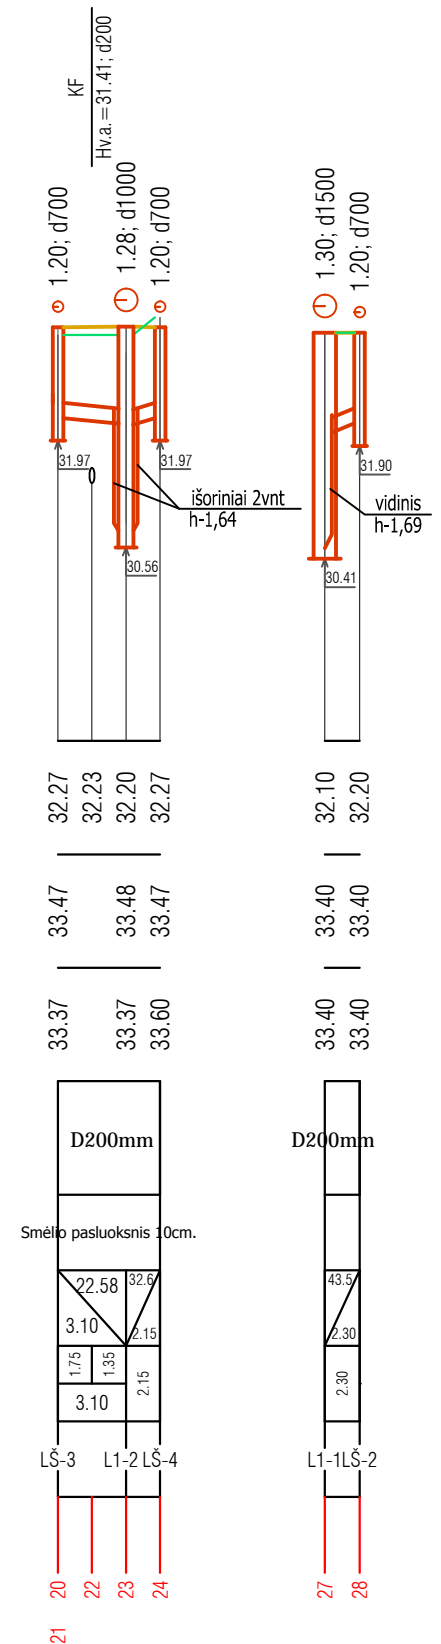 KF
Hv.a.=31.41; d200
1.20; d700
1.28; d1000
1.20; d700
1.30; d1500
1.20; d700
31.97
31.97
31.90
išoriniai 2vnt
h-1,64
vidinis
h-1,69
30.56
30.41
32.27
32.23
32.20
32.27
32.10
32.20
33.47
33.48
33.47
33.40
33.40
33.37
33.37
33.60
33.40
33.40
D200mm
D200mm
Smėlio pasluoksnis 10cm.
22.58
32.6
43.5
3.10
2.15
2.30
1.75
1.35
2.15
2.30
3.10
LŠ-3
L1-2
LŠ-4
L1-1
LŠ-2
20
22
23
24
27
28
21